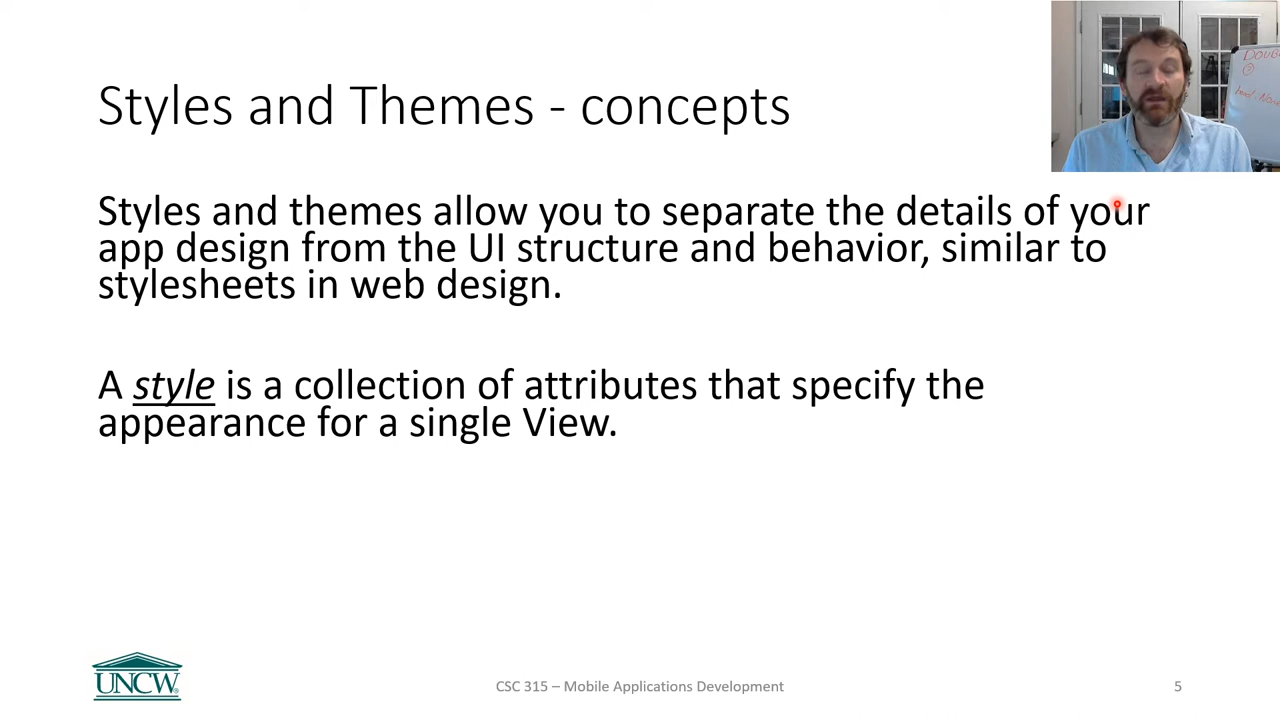 Styles and Themes - concepts
Styles and themes allow you to separate the details of your
app design from the UI structure and behavior, similar to
stylesheets in web design.
A style is a collection of attributes that specify the
appearance for a single View.
UNCW
CSC 315 – Mobile Applications Development
5